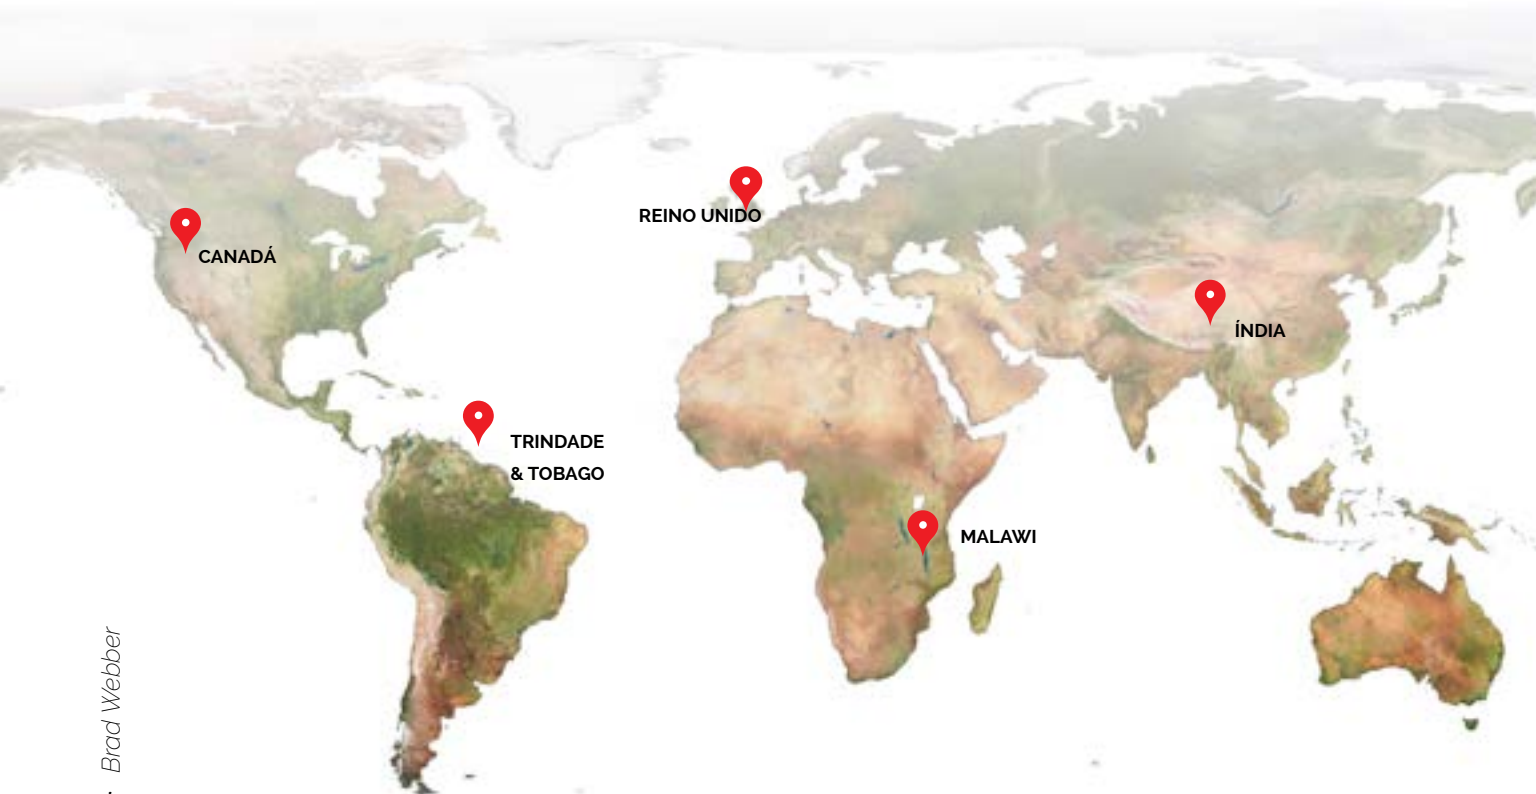 REINO UNIDO
CANADÁ
ÍNDIA
TRINDADE
& TOBAGO
MALAWI
Brad Webber